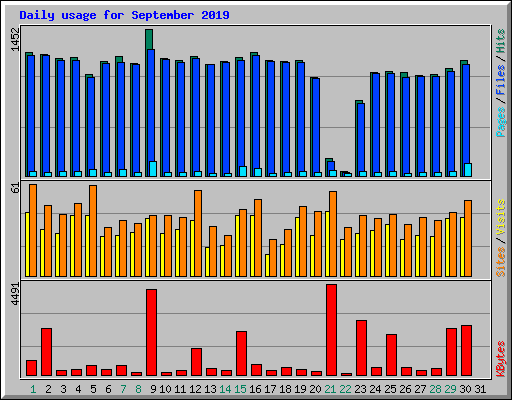 Daily usage for September 2019
1452
Pages / Files / Hits
61
Sites / Visits
4491
KBytes
1 2 3 4 5 6 7 8 9 10 11 12 13 14 15 16 17 18 19 20 21 22 23 24 25 26 27 28 29 30 31